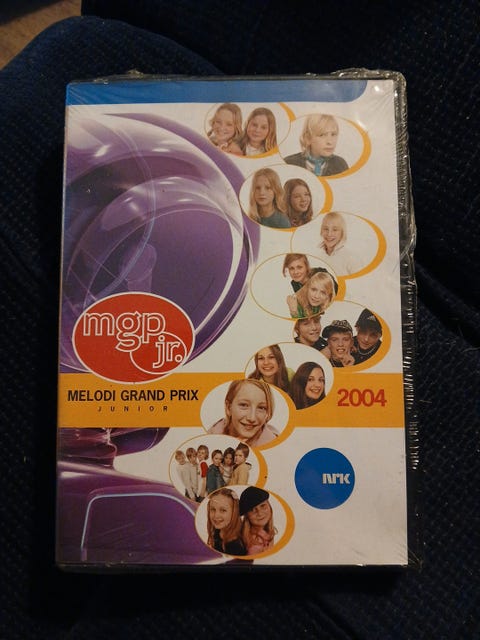 mgp
jr.
MELODI GRAND PRIX
JUNIOR
2004
NRK